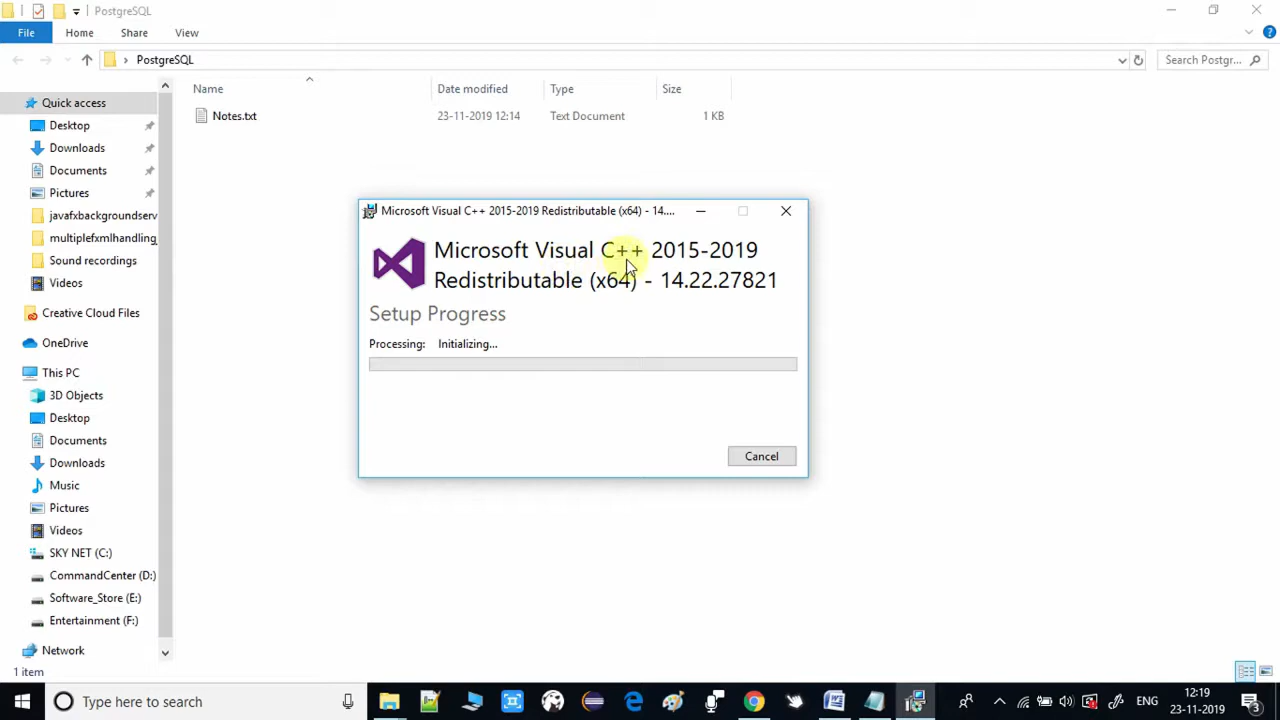 PostgreSQL
File
Home
Share
View
PostgreSQL
Search Postgr...
Name
Date modified
Type
Size
Notes.txt
23-11-2019 12:14
Text Document
1 KB
Quick access
Desktop
Downloads
Documents
Pictures
javafxbackgroundserv
multiplefxmlhandling
Sound recordings
Videos
Creative Cloud Files
OneDrive
This PC
3D Objects
Desktop
Documents
Downloads
Music
Pictures
Videos
SKY NET (C:)
CommandCenter (D:)
Software_Store (E:)
Entertainment (F:)
Network
1 item
Microsoft Visual C++ 2015-2019 Redistributable (x64) - 14....
Microsoft Visual C++ 2015-2019
Redistributable (x64) - 14.22.27821
Setup Progress
Processing: Initializing...
Cancel
Type here to search
ENG
12:19
23-11-2019
3